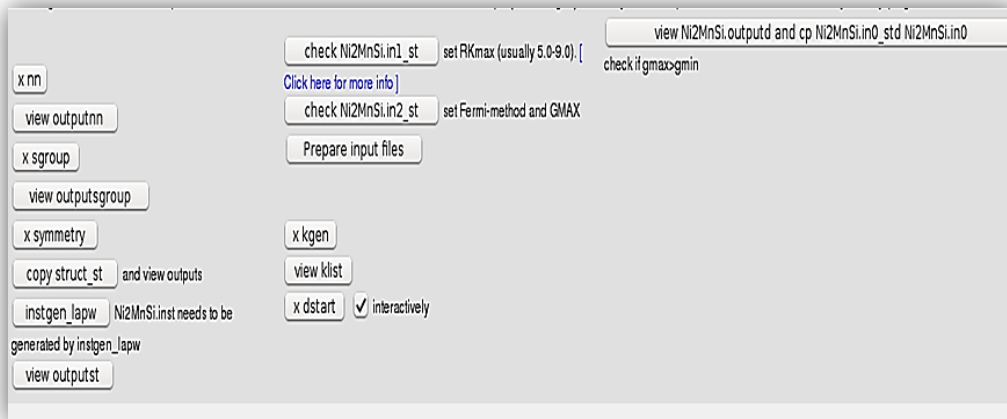 x nn
view outputnn
x sgroup
view outputsgroup
x symmetry
copy struct_st and view outputs
instgen_lapw Ni2MnSi.inst needs to be
generated by instgen_lapw
view outputst
check Ni2MnSi.in1_st set RKmax (usually 5.0-9.0). [
Click here for more info ]
check Ni2MnSi.in2_st set Fermi-method and GMAX
Prepare input files
x kgen
view klist
x dstart interactively
view Ni2MnSi.outputd and cp Ni2MnSi.in0_std Ni2MnSi.in0
check if gmax>gmin